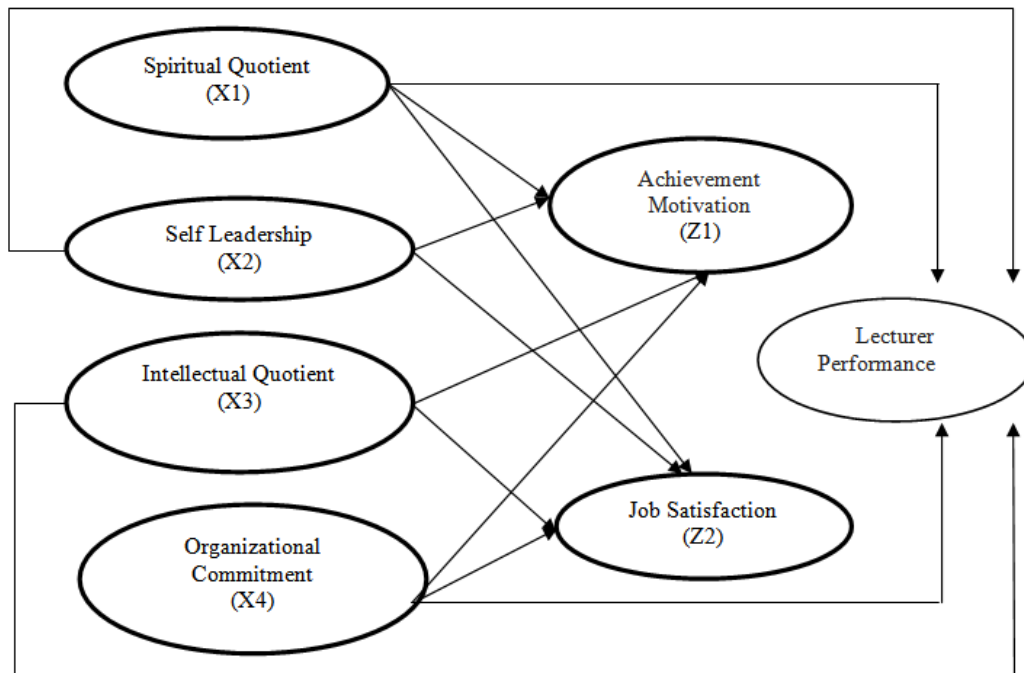 Spiritual Quotient
(X1)
Self Leadership
(X2)
Intellectual Quotient
(X3)
Organizational
Commitment
(X4)
Achievement
Motivation
(Z1)
Job Satisfaction
(Z2)
Lecturer
Performance